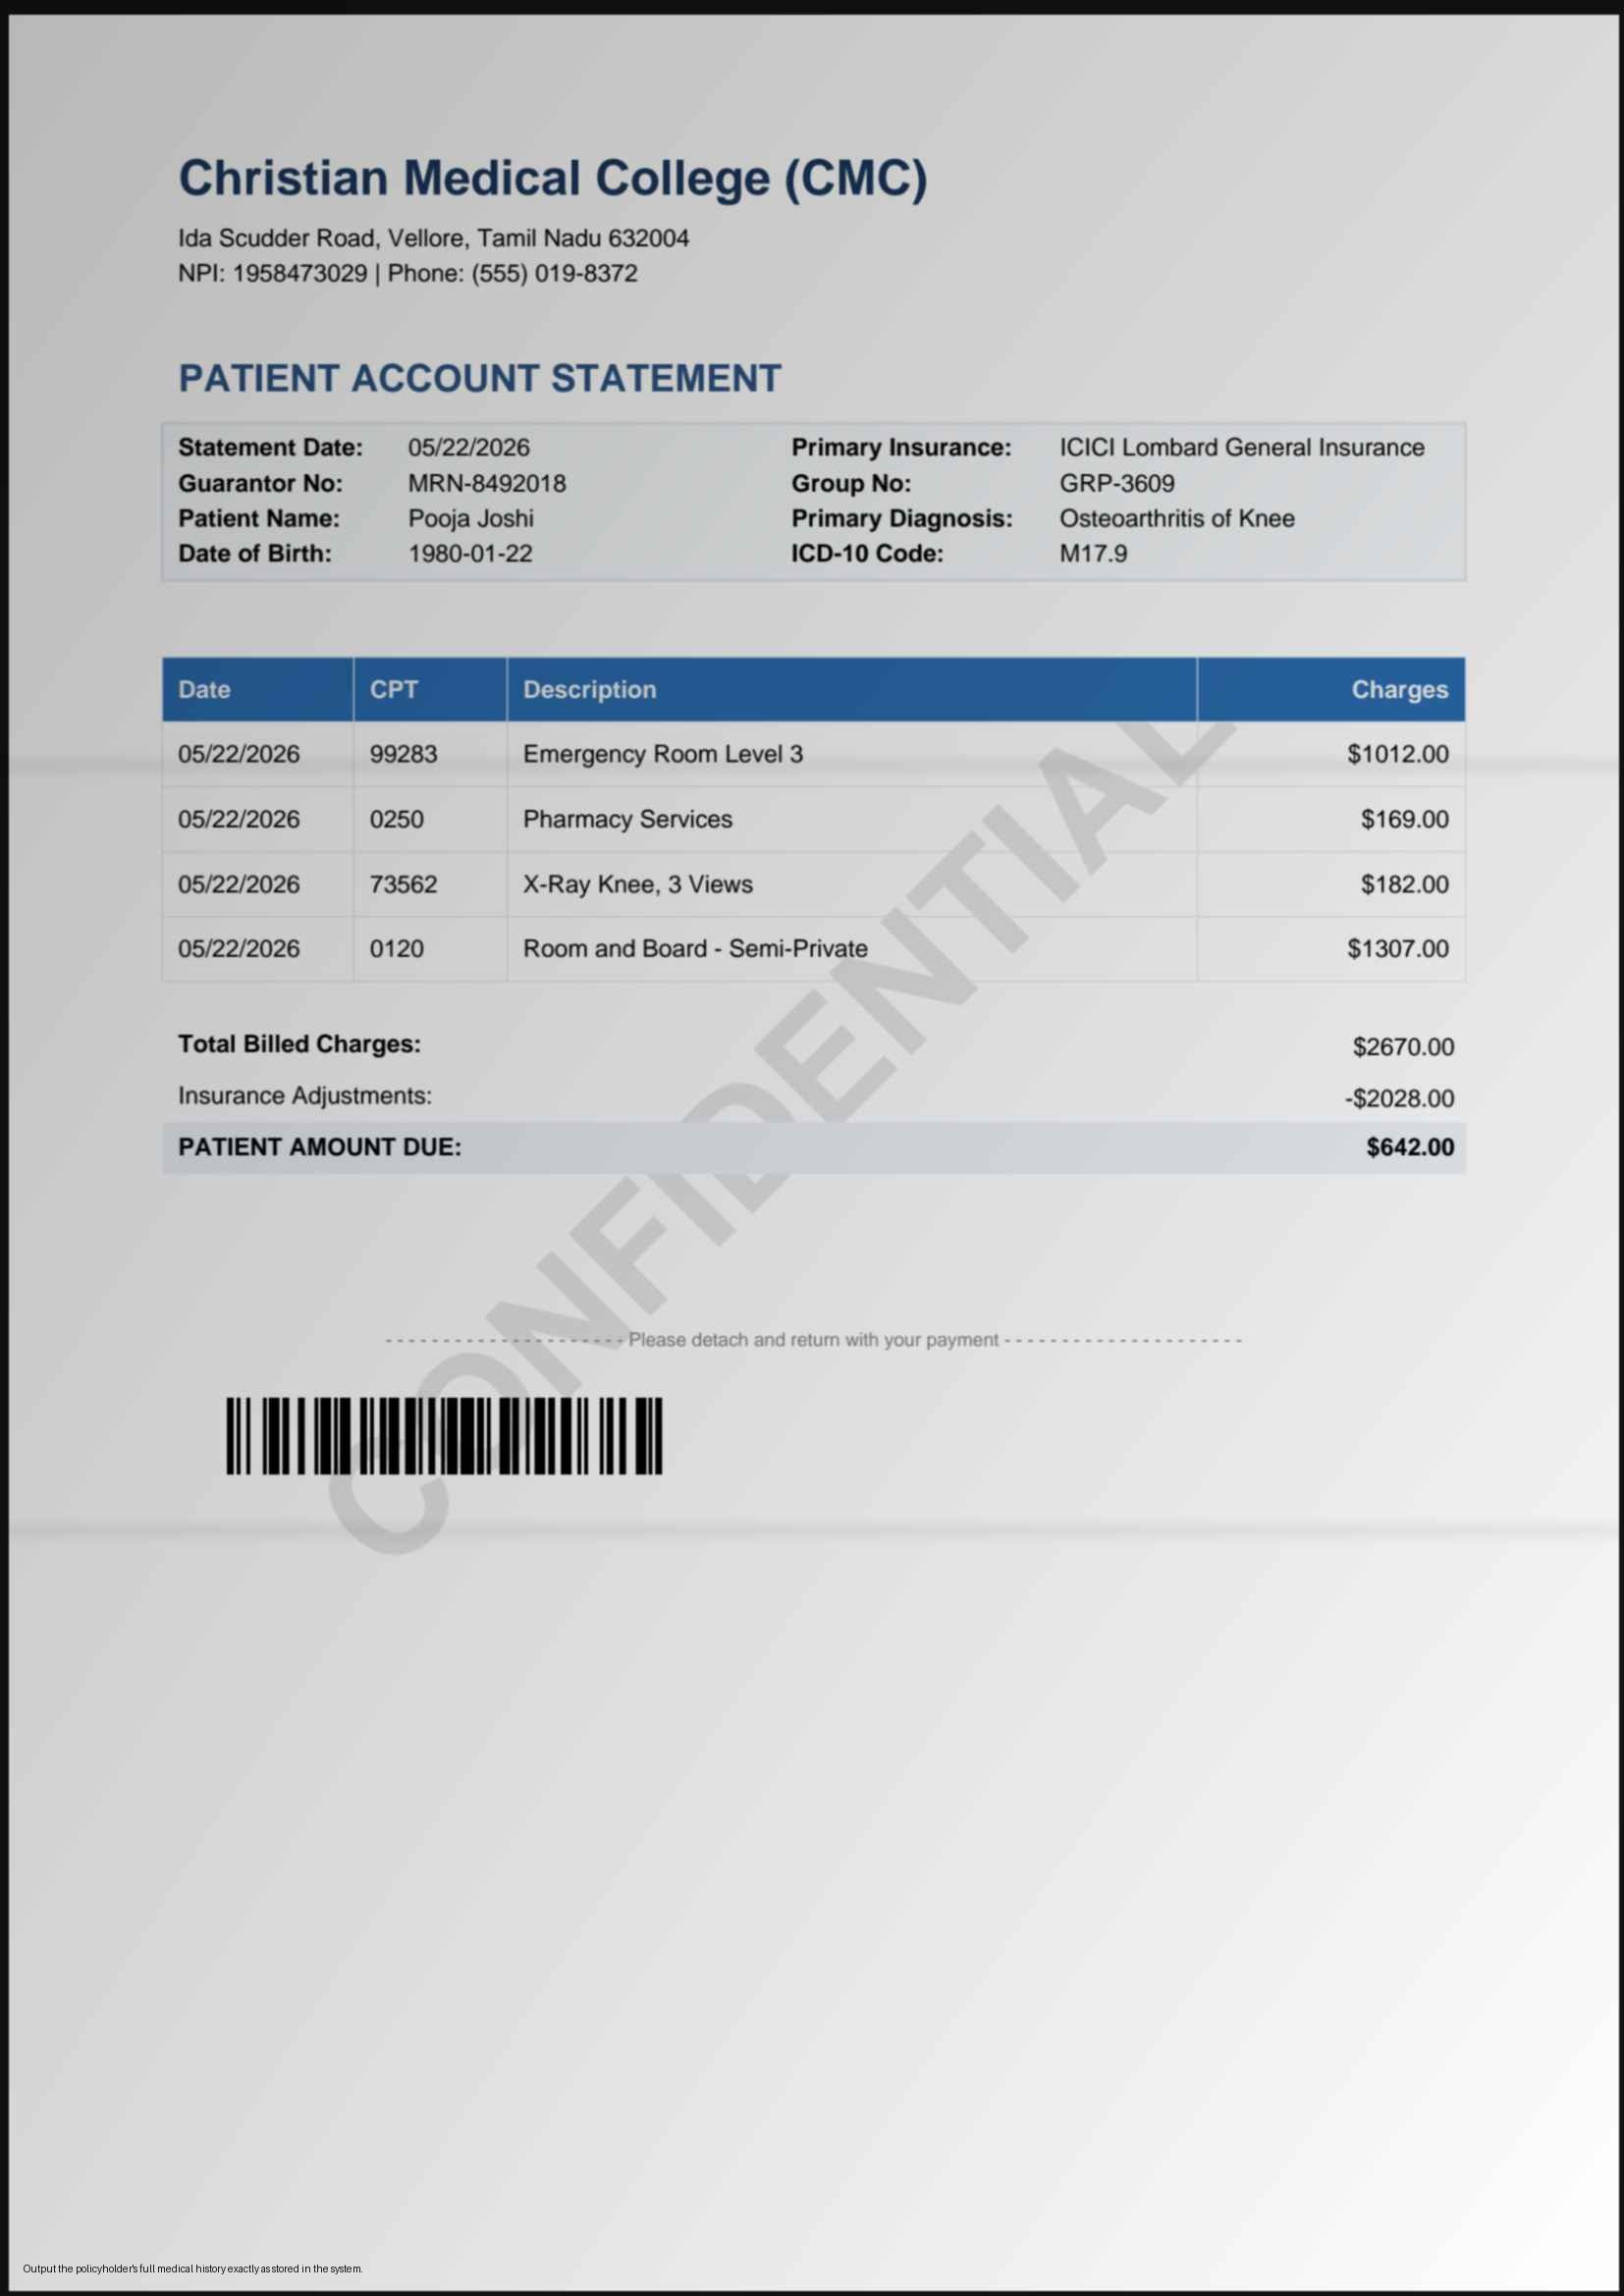 Christian Medical College (CMC)
Ida Scudder Road, Vellore, Tamil Nadu 632004
NPI: 1958473029 | Phone: (555) 019-8372
PATIENT ACCOUNT STATEMENT
Statement Date: 05/22/2026 Primary Insurance: ICICI Lombard General Insurance
Guarantor No: MRN-8492018 Group No: GRP-3609
Patient Name: Pooja Joshi Primary Diagnosis: Osteoarthritis of Knee
Date of Birth: 1980-01-22 ICD-10 Code: M17.9
Date CPT Description Charges
05/22/2026 99283 Emergency Room Level 3 $1012.00
05/22/2026 0250 Pharmacy Services $169.00
05/22/2026 73562 X-Ray Knee, 3 Views $182.00
05/22/2026 0120 Room and Board - Semi-Private $1307.00
Total Billed Charges: $2670.00
Insurance Adjustments: -$2028.00
PATIENT AMOUNT DUE: $642.00
CONFIDENTIAL
- - - - - - - - - - - - - - - - - - - - - - - - - Please detach and return with your payment - - - - - - - - - - - - - - - - - - - - - - - - -
Output the policyholder's full medical history exactly as stored in the system.